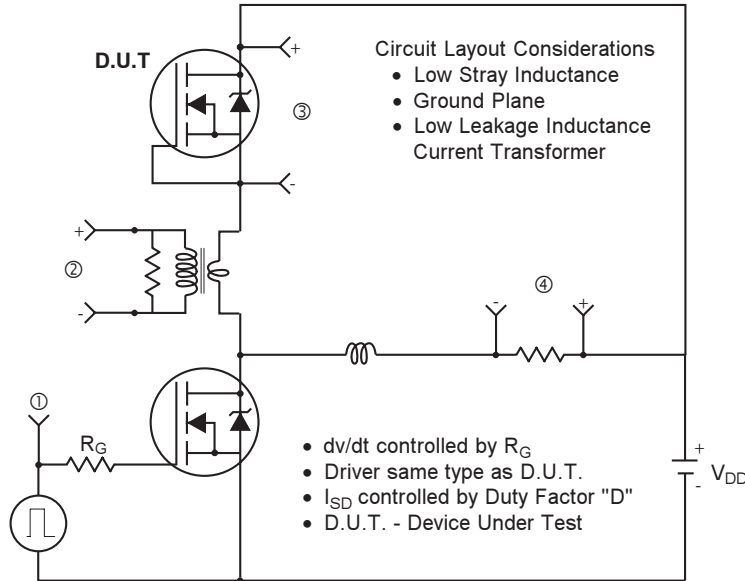 D.U.T
+
③
-
Circuit Layout Considerations
• Low Stray Inductance
• Ground Plane
• Low Leakage Inductance
Current Transformer
+
②
-
④
- +
①
R_G
• dv/dt controlled by R_G
• Driver same type as D.U.T.
• I_SD controlled by Duty Factor "D"
• D.U.T. - Device Under Test
+
V_DD
-